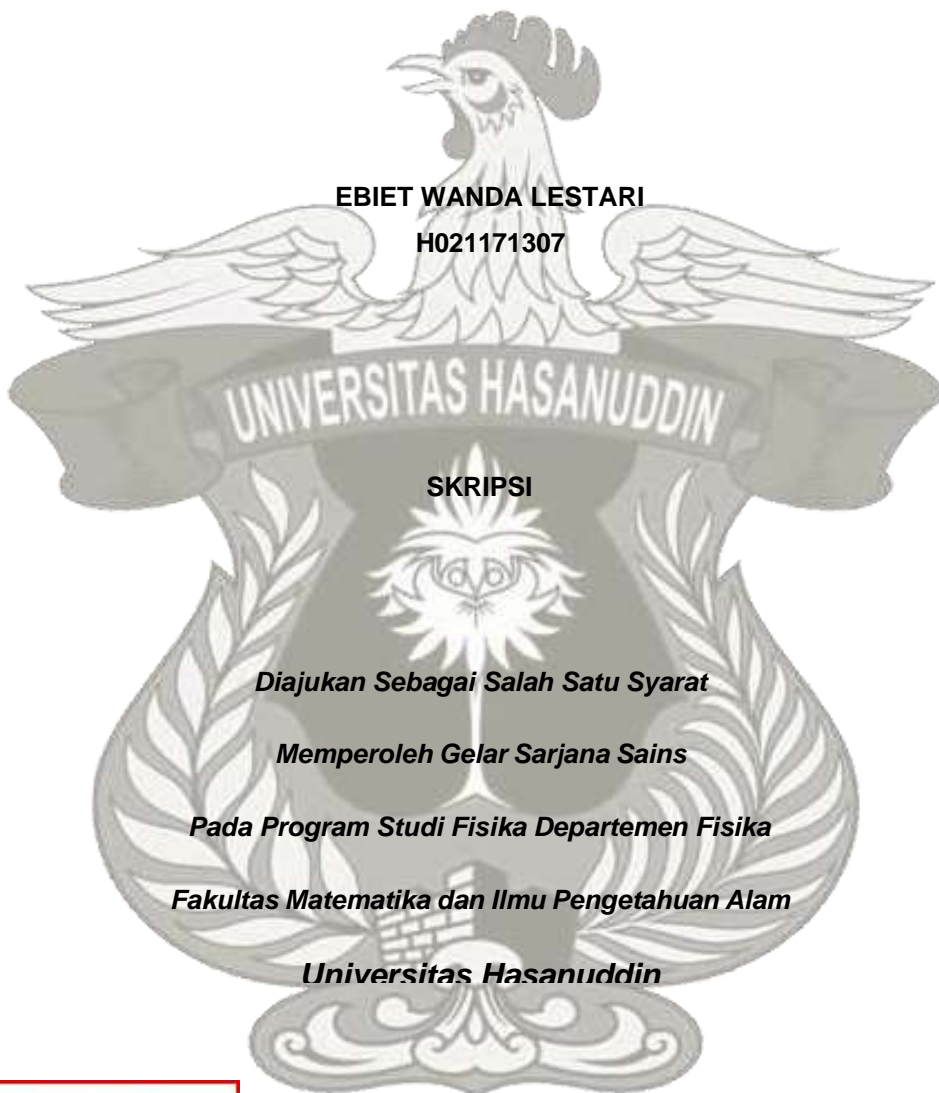 EBIET WANDA LESTARI
H021171307
UNIVERSITAS HASANUDDIN
SKRIPSI
Diajukan Sebagai Salah Satu Syarat
Memperoleh Gelar Sarjana Sains
Pada Program Studi Fisika Departemen Fisika
Fakultas Matematika dan Ilmu Pengetahuan Alam
Universitas Hasanuddin